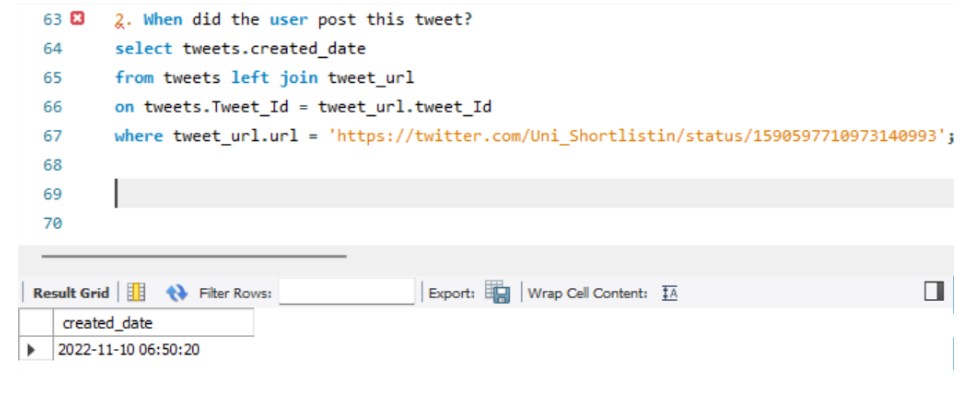 63 2. When did the user post this tweet?
64 select tweets.created_date
65 from tweets left join tweet_url
66 on tweets.Tweet_Id = tweet_url.tweet_Id
67 where tweet_url.url = 'https://twitter.com/Uni_Shortlistin/status/1590597710973140993';
68
69
70
Result Grid Filter Rows: Export: Wrap Cell Content: IA
created_date
2022-11-10 06:50:20